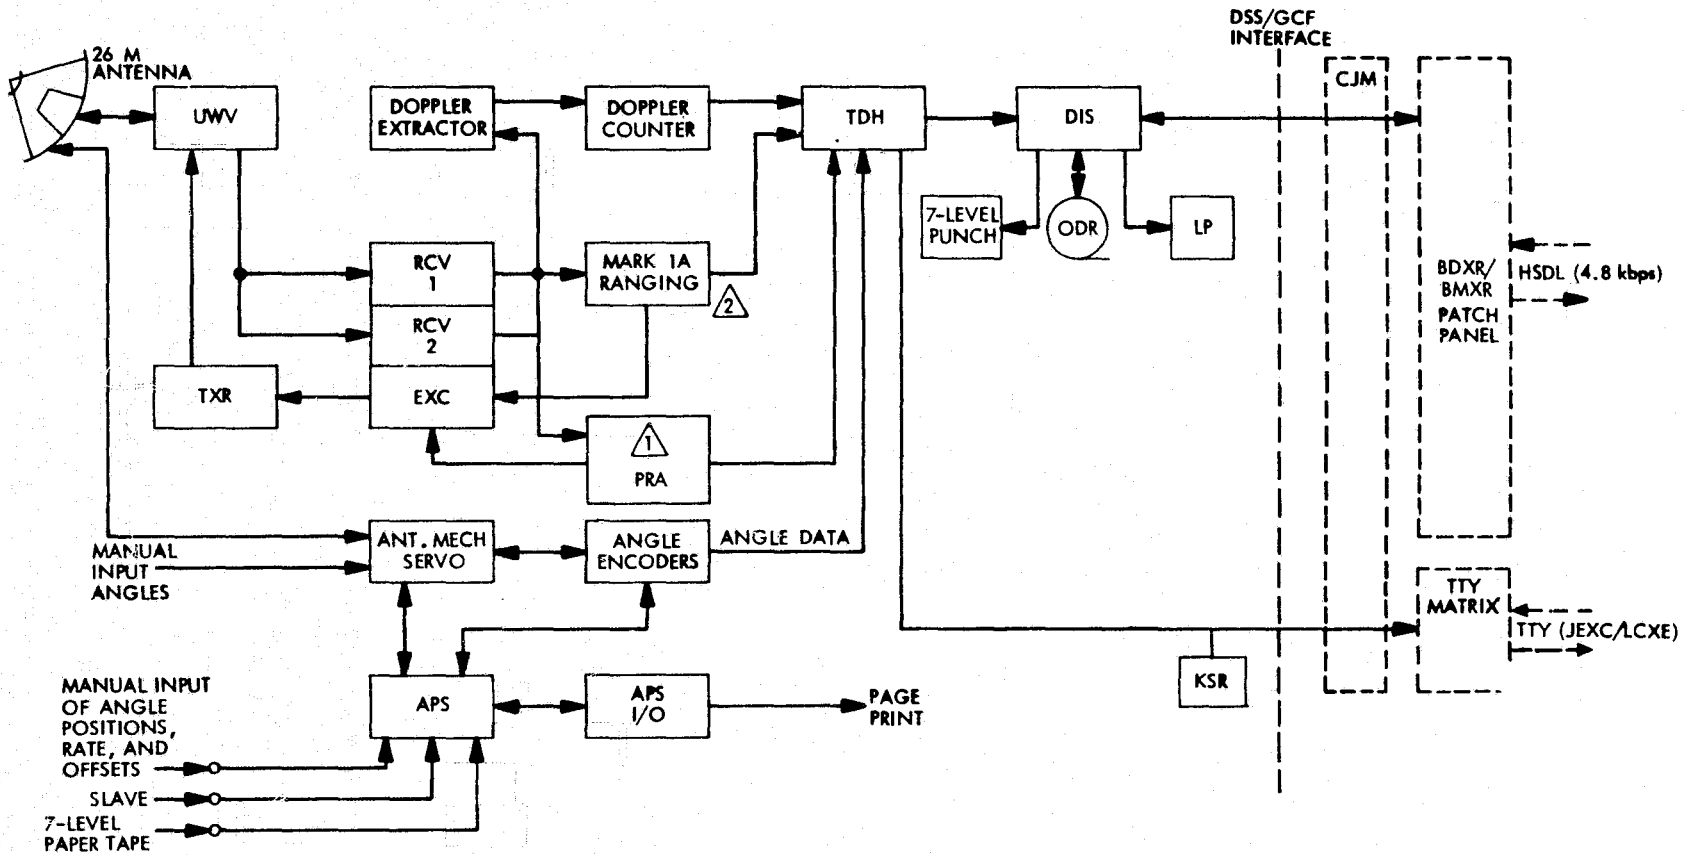 DSS/GCF
INTERFACE
26 M
ANTENNA
UWV
DOPPLER
EXTRACTOR
DOPPLER
COUNTER
TDH
DIS
CJM
7-LEVEL
PUNCH
ODR
LP
RCV
1
MARK 1A
RANGING
2
BDXR/
BMXR
PATCH
PANEL
HSDL (4.8 kbps)
RCV
2
TXR
EXC
1
PRA
MANUAL
INPUT
ANGLES
ANT. MECH
SERVO
ANGLE
ENCODERS
ANGLE DATA
TTY
MATRIX
TTY (JEXC/LCXE)
KSR
MANUAL INPUT
OF ANGLE
POSITIONS,
RATE, AND
OFFSETS
APS
APS
I/O
PAGE
PRINT
SLAVE
7-LEVEL
PAPER TAPE